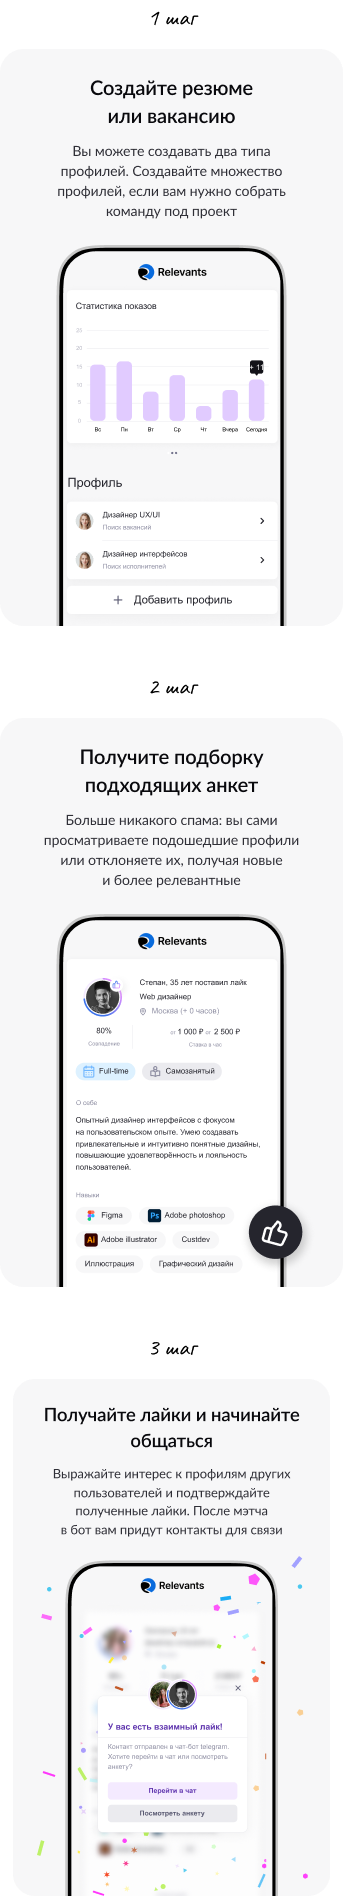 1 шаг
Создайте резюме
или вакансию
Вы можете создавать два типа
профилей. Создавайте множество
профилей, если вам нужно собрать
команду под проект
Relevants
Статистика показов
25
20
15
10
5
0
+ 11
Вс Пн Вт Ср Чт Вчера Сегодня
Профиль
Дизайнер UX/UI
Поиск вакансий
Дизайнер интерфейсов
Поиск исполнителей
+ Добавить профиль
2 шаг
Получите подборку
подходящих анкет
Больше никакого спама: вы сами
просматриваете подошедшие профили
или отклоняете их, получая новые
и более релевантные
Relevants
Степан, 35 лет поставил лайк
Web дизайнер
Москва (+ 0 часов)
80%
Совпадение
от 1 000 ₽ от 2 500 ₽
Ставка в час
Full-time Самозанятый
О себе
Опытный дизайнер интерфейсов с фокусом
на пользовательском опыте. Умею создавать
привлекательные и интуитивно понятные дизайны,
повышающие удовлетворённость и лояльность
пользователей.
Навыки
Figma Ps Adobe photoshop
Ai Adobe illustrator Custdev
Иллюстрация Графический дизайн
3 шаг
Получайте лайки и начинайте
общаться
Выражайте интерес к профилям других
пользователей и подтверждайте
полученные лайки. После мэтча
в бот вам придут контакты для связи
Relevants
У вас есть взаимный лайк!
Контакт отправлен в чат-бот telegram.
Хотите перейти в чат или посмотреть
анкету?
Перейти в чат
Посмотреть анкету